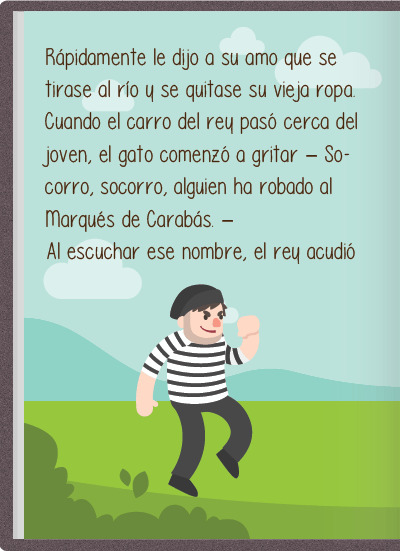 Rápidamente le dijo a su amo que se
tirase al río y se quitase su vieja ropa.
Cuando el carro del rey pasó cerca del
joven, el gato comenzó a gritar – So-
corro, socorro, alguien ha robado al
Marqués de Carabás. –
Al escuchar ese nombre, el rey acudió